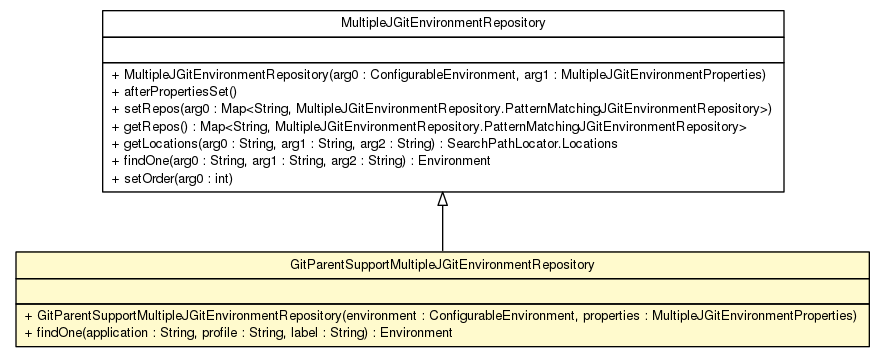 MultipleJGitEnvironmentRepository
+ MultipleJGitEnvironmentRepository(arg0 : ConfigurableEnvironment, arg1 : MultipleJGitEnvironmentProperties)
+ afterPropertiesSet()
+ setRepos(arg0 : Map<String, MultipleJGitEnvironmentRepository.PatternMatchingJGitEnvironmentRepository>)
+ getRepos() : Map<String, MultipleJGitEnvironmentRepository.PatternMatchingJGitEnvironmentRepository>
+ getLocations(arg0 : String, arg1 : String, arg2 : String) : SearchPathLocator.Locations
+ findOne(arg0 : String, arg1 : String, arg2 : String) : Environment
+ setOrder(arg0 : int)
GitParentSupportMultipleJGitEnvironmentRepository
+ GitParentSupportMultipleJGitEnvironmentRepository(environment : ConfigurableEnvironment, properties : MultipleJGitEnvironmentProperties)
+ findOne(application : String, profile : String, label : String) : Environment